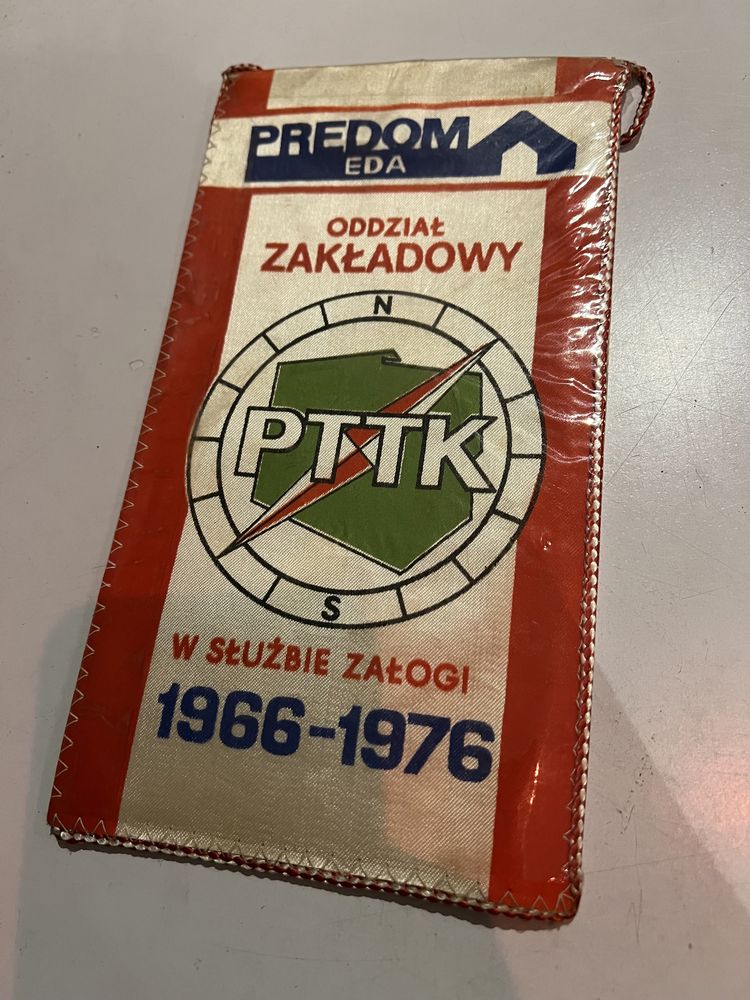 PREDOM
EDA
ODDZIAŁ
ZAKŁADOWY
N
PTTK
S
W SŁUŻBIE ZAŁOGI
1966-1976